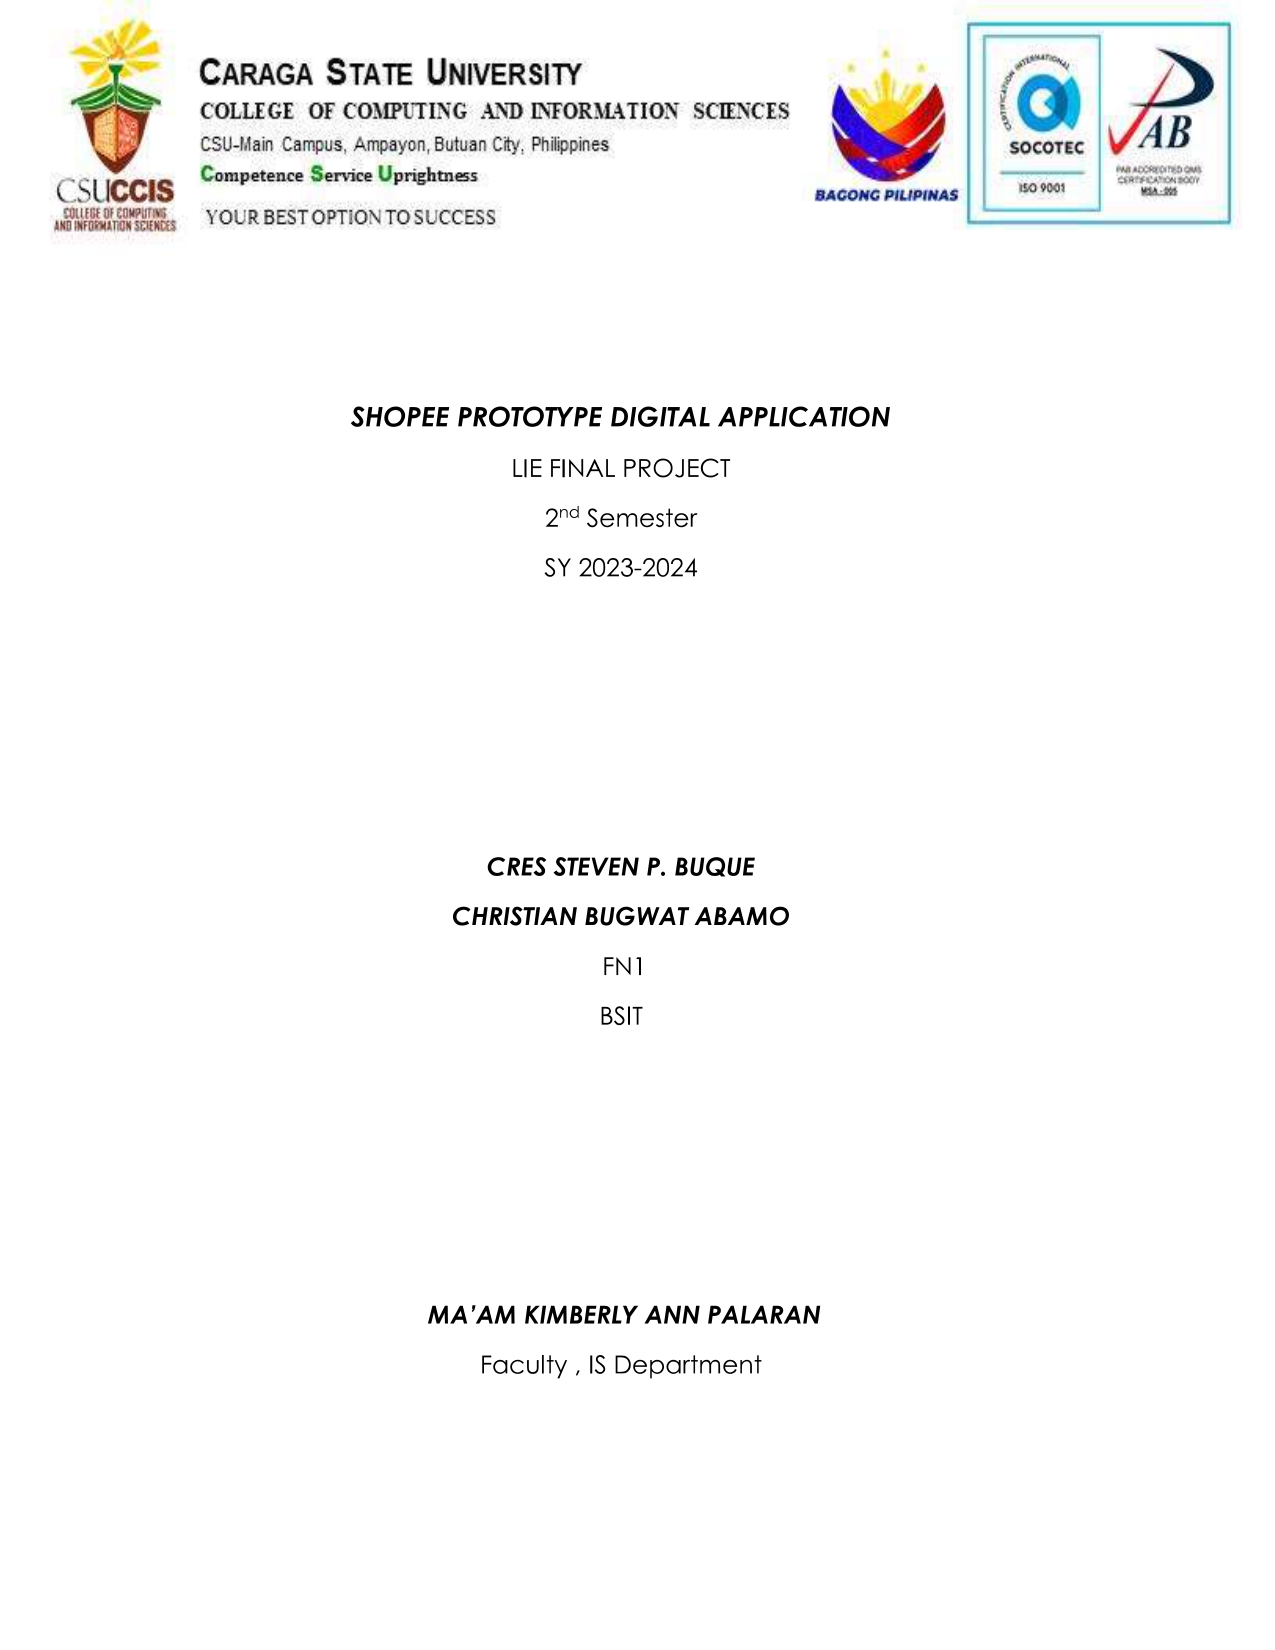 CARAGA STATE UNIVERSITY
COLLEGE OF COMPUTING AND INFORMATION SCIENCES
CSU-Main Campus, Ampayon, Butuan City, Philippines
Competence Service Uprightness
YOUR BEST OPTION TO SUCCESS
CSUCCIS
COLLEGE OF COMPUTING
AND INFORMATION SCIENCES
BAGONG PILIPINAS
CERTIFICATION INTERNATIONAL
SOCOTEC
ISO 9001
PAB
PAB ACCREDITED QMS
CERTIFICATION BODY
MSA - 005
SHOPEE PROTOTYPE DIGITAL APPLICATION
LIE FINAL PROJECT
2nd Semester
SY 2023-2024
CRES STEVEN P. BUQUE
CHRISTIAN BUGWAT ABAMO
FN1
BSIT
MA'AM KIMBERLY ANN PALARAN
Faculty , IS Department